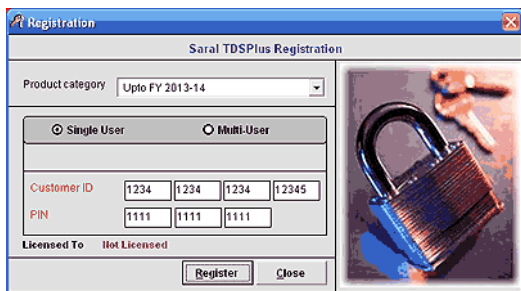 Registration
Saral TDSPlus Registration
Product category Upto FY 2013-14
Single User Multi-User
Customer ID 1234 1234 1234 12345
PIN 1111 1111 1111
Licensed To Not Licensed
Register Close